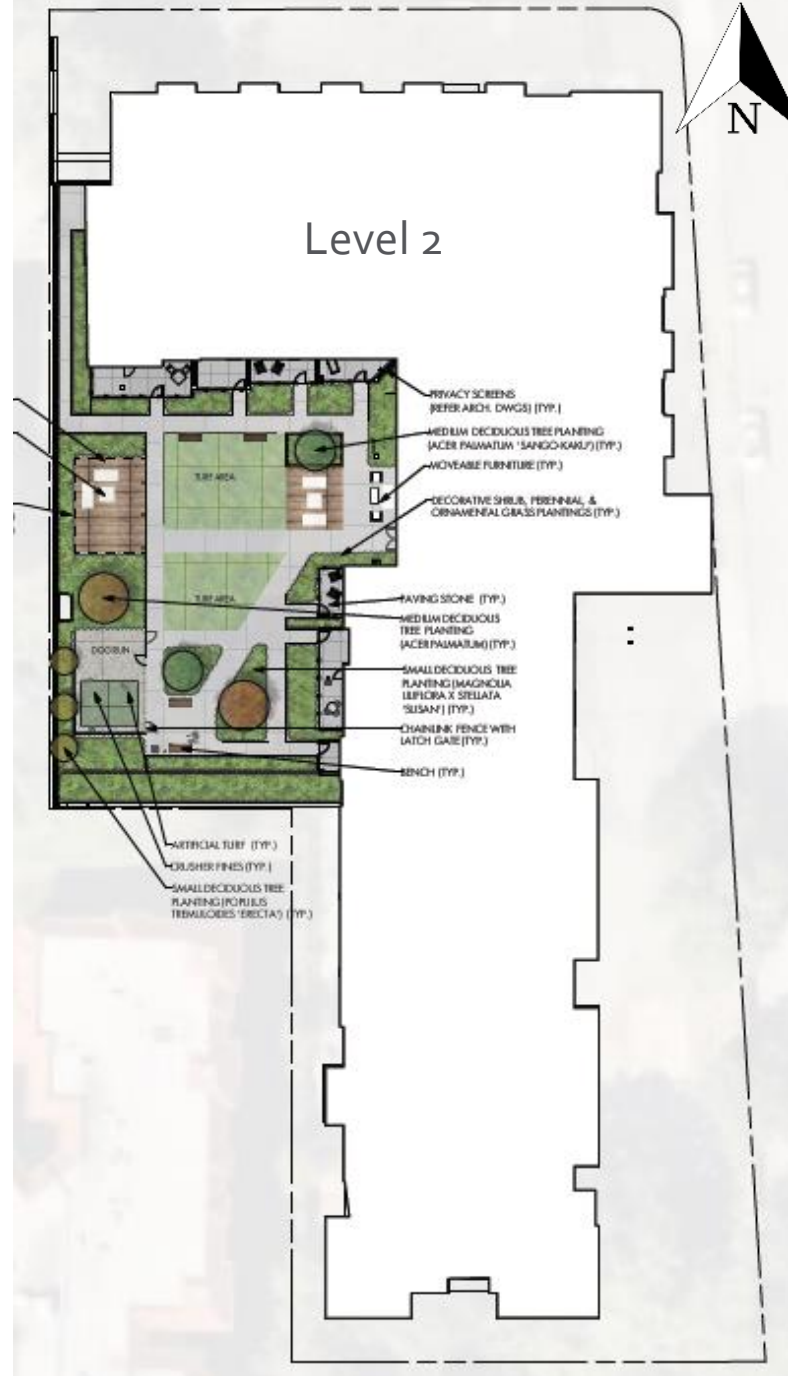 N
Level 2
PRIVACY SCREENS
(REFER ARCH. DWGS) (TYP.)
MEDIUM DECIDUOUS TREE PLANTING
(ACER PALMATUM 'SANGO-KAKU') (TYP.)
MOVEABLE FURNITURE (TYP.)
DECORATIVE SHRUB, PERENNIAL, &
ORNAMENTAL GRASS PLANTINGS (TYP.)
TURF AREA
TURF AREA
PAVING STONE (TYP.)
MEDIUM DECIDUOUS
TREE PLANTING
(ACER PALMATUM) (TYP.)
DOG RUN
SMALL DECIDUOUS TREE
PLANTING (MAGNOLIA
LILIFLORA X STELLATA
'SUSAN') (TYP.)
CHAINLINK FENCE WITH
LATCH GATE (TYP.)
BENCH (TYP.)
ARTIFICIAL TURF (TYP.)
CRUSHER FINES (TYP.)
SMALL DECIDUOUS TREE
PLANTING (POPULUS
TREMULOIDES 'ERECTA') (TYP.)